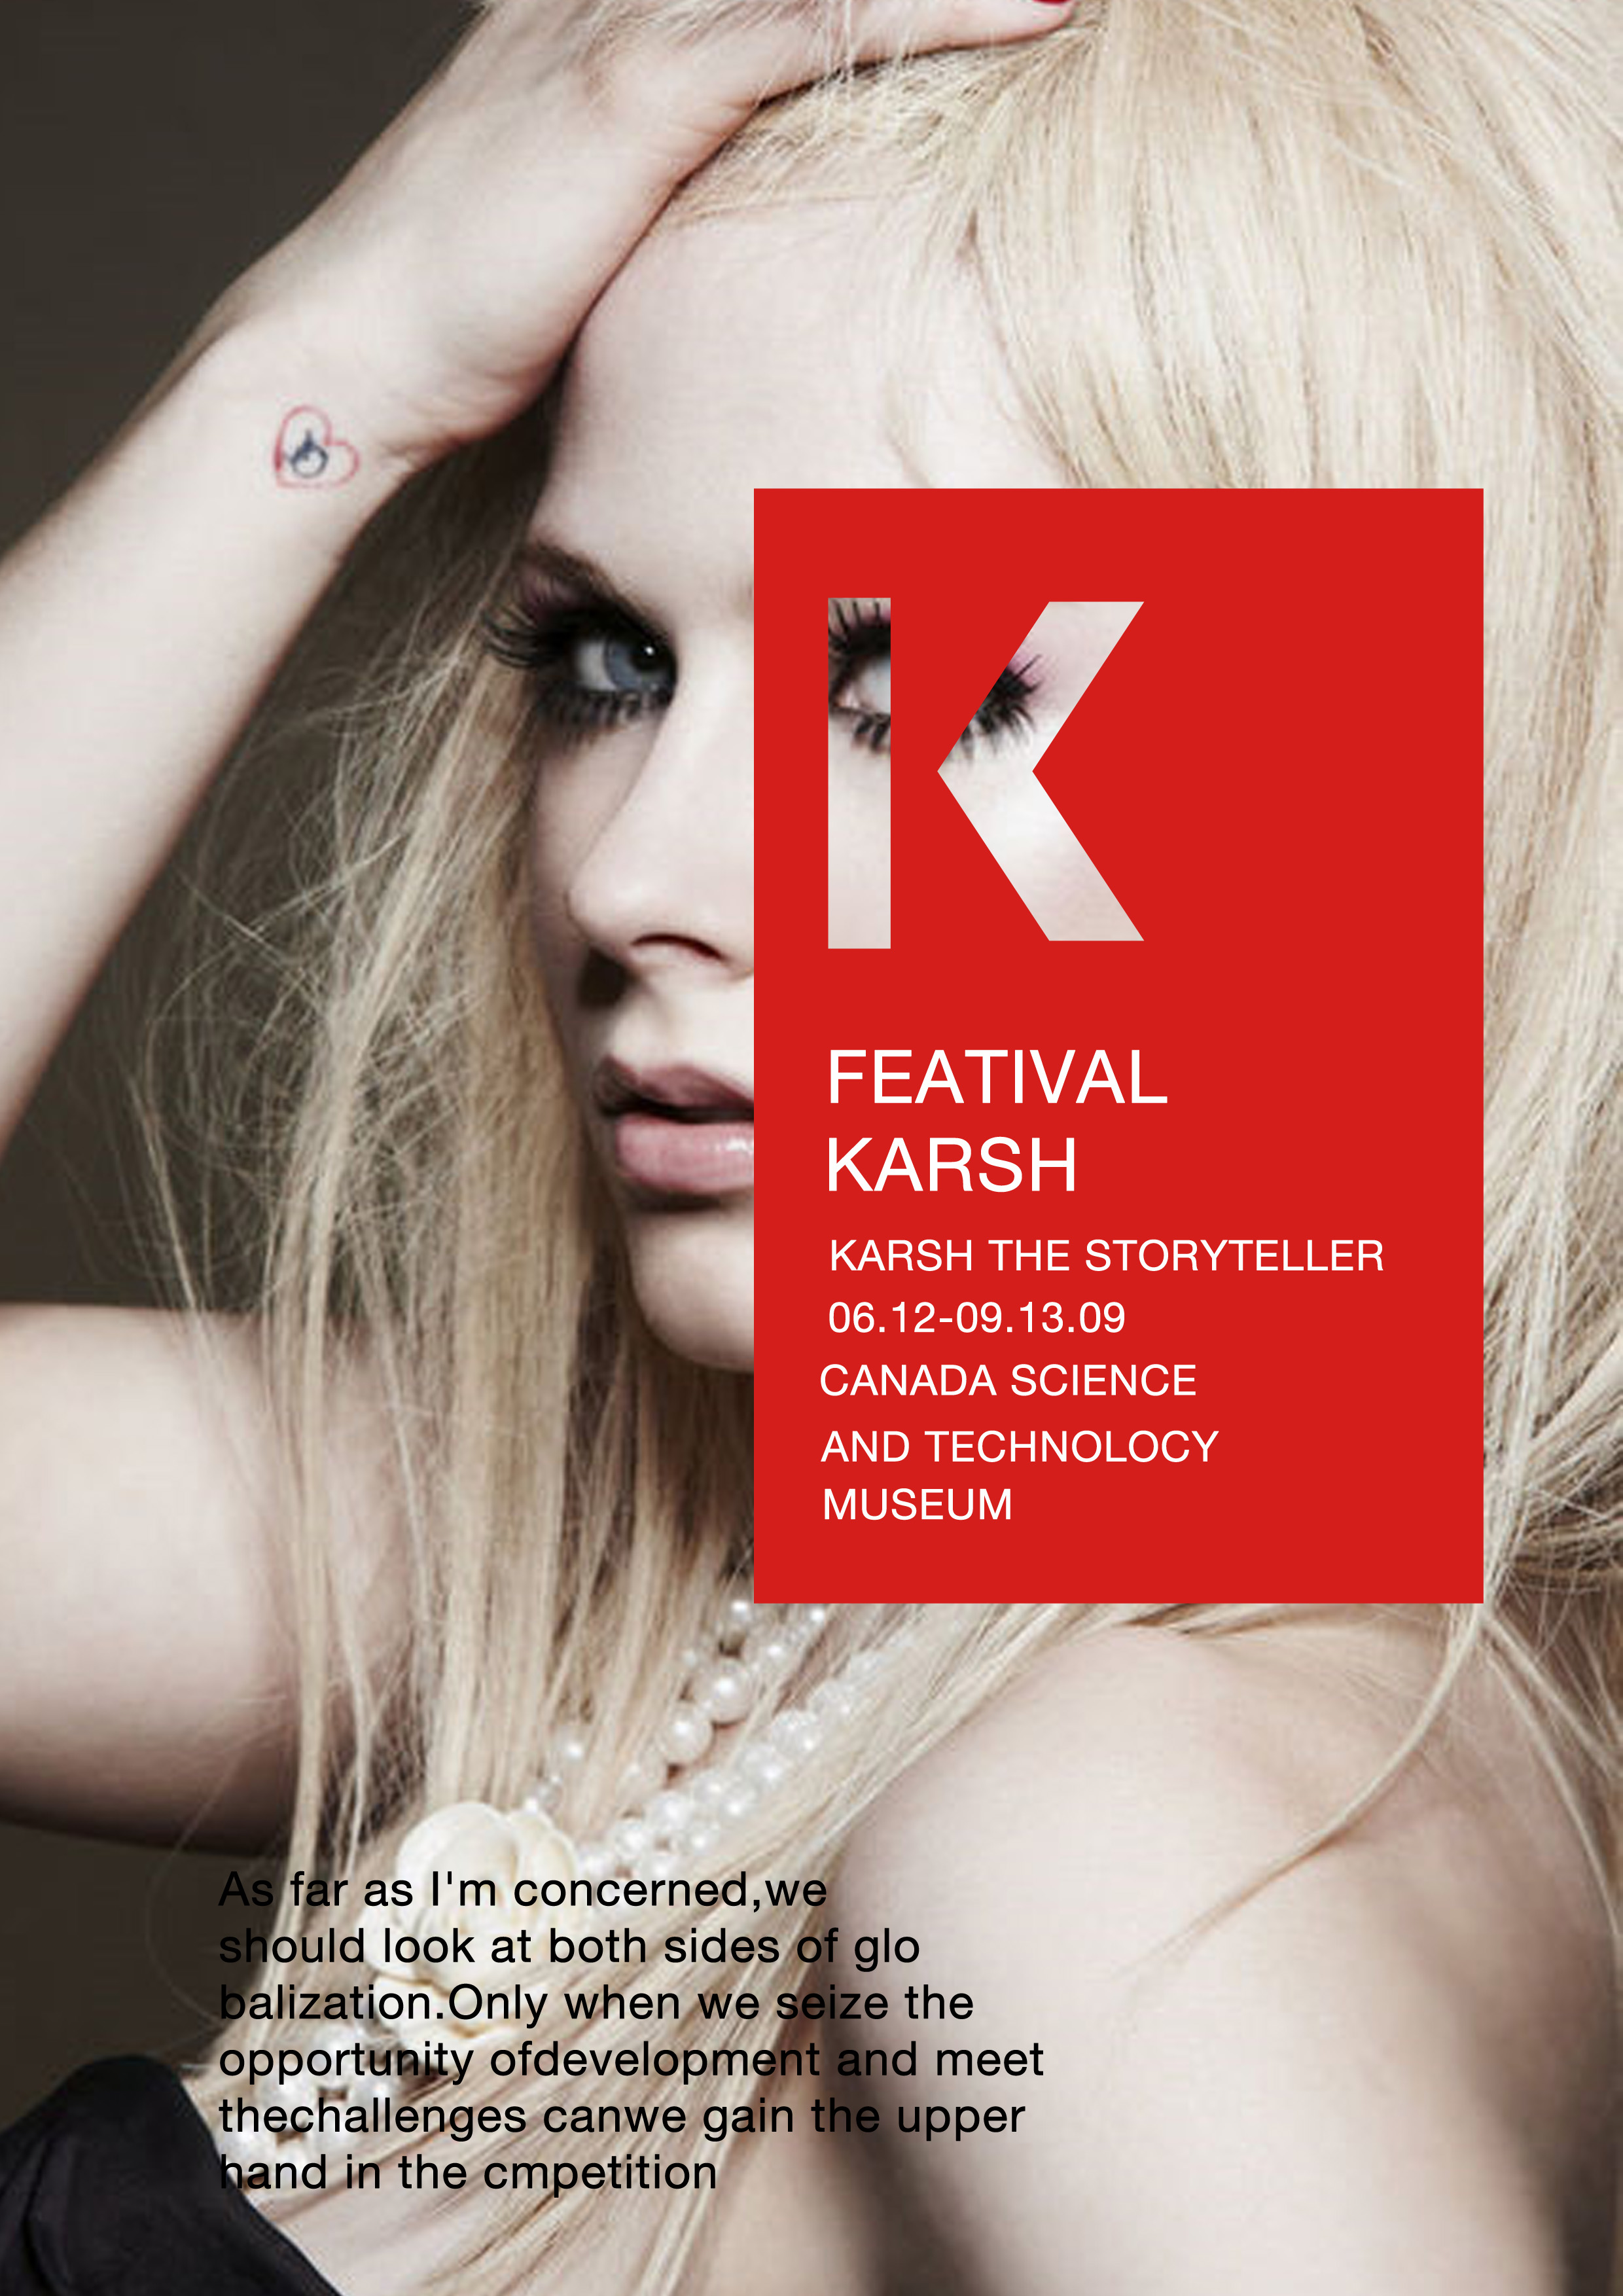 K
FEATIVAL
KARSH
KARSH THE STORYTELLER
06.12-09.13.09
CANADA SCIENCE
AND TECHNOLOCY
MUSEUM
As far as I'm concerned,we
should look at both sides of glo
balization.Only when we seize the
opportunity ofdevelopment and meet
thechallenges canwe gain the upper
hand in the cmpetition